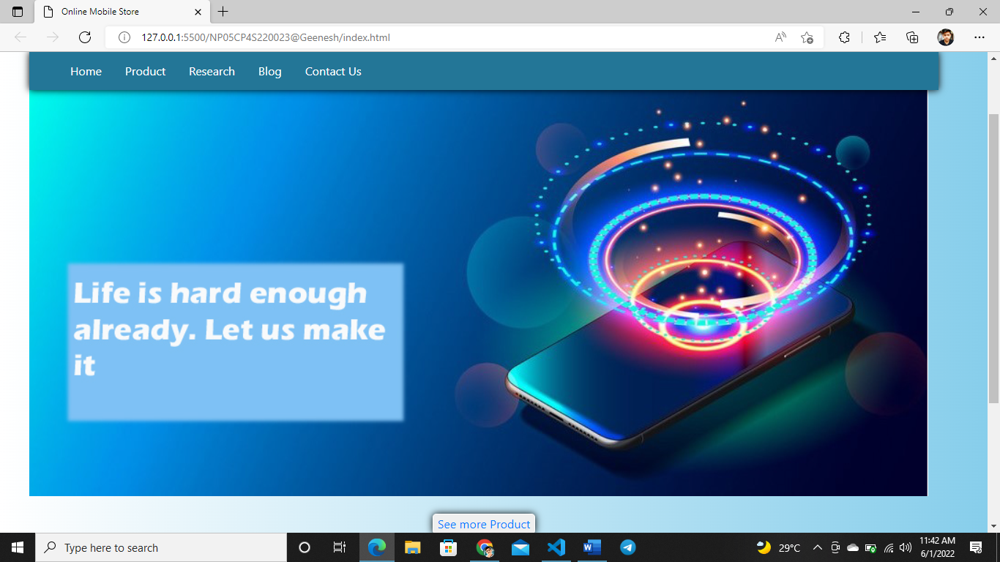 Online Mobile Store
127.0.0.1:5500/NP05CP4S220023@Geenesh/index.html
Home Product Research Blog Contact Us
Life is hard enough
already. Let us make
it
See more Product
Type here to search
29°C
11:42 AM
6/1/2022